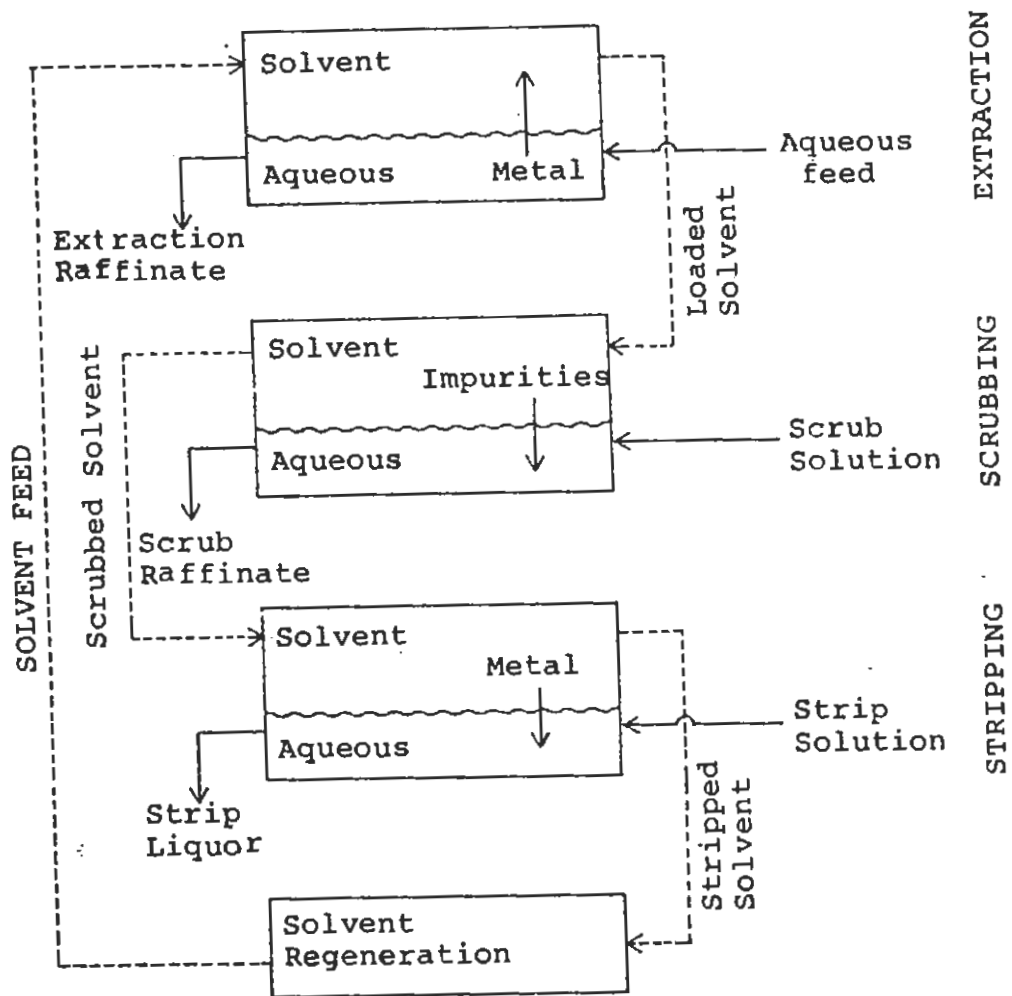 Solvent
Aqueous
Metal
Aqueous
feed
Extraction
Raffinate
EXTRACTION
Loaded
Solvent
Solvent
Impurities
Aqueous
Scrub
Solution
Scrub
Raffinate
SCRUBBING
Scrubbed Solvent
SOLVENT FEED
Solvent
Metal
Aqueous
Strip
Solution
Strip
Liquor
STRIPPING
Stripped
Solvent
Solvent
Regeneration